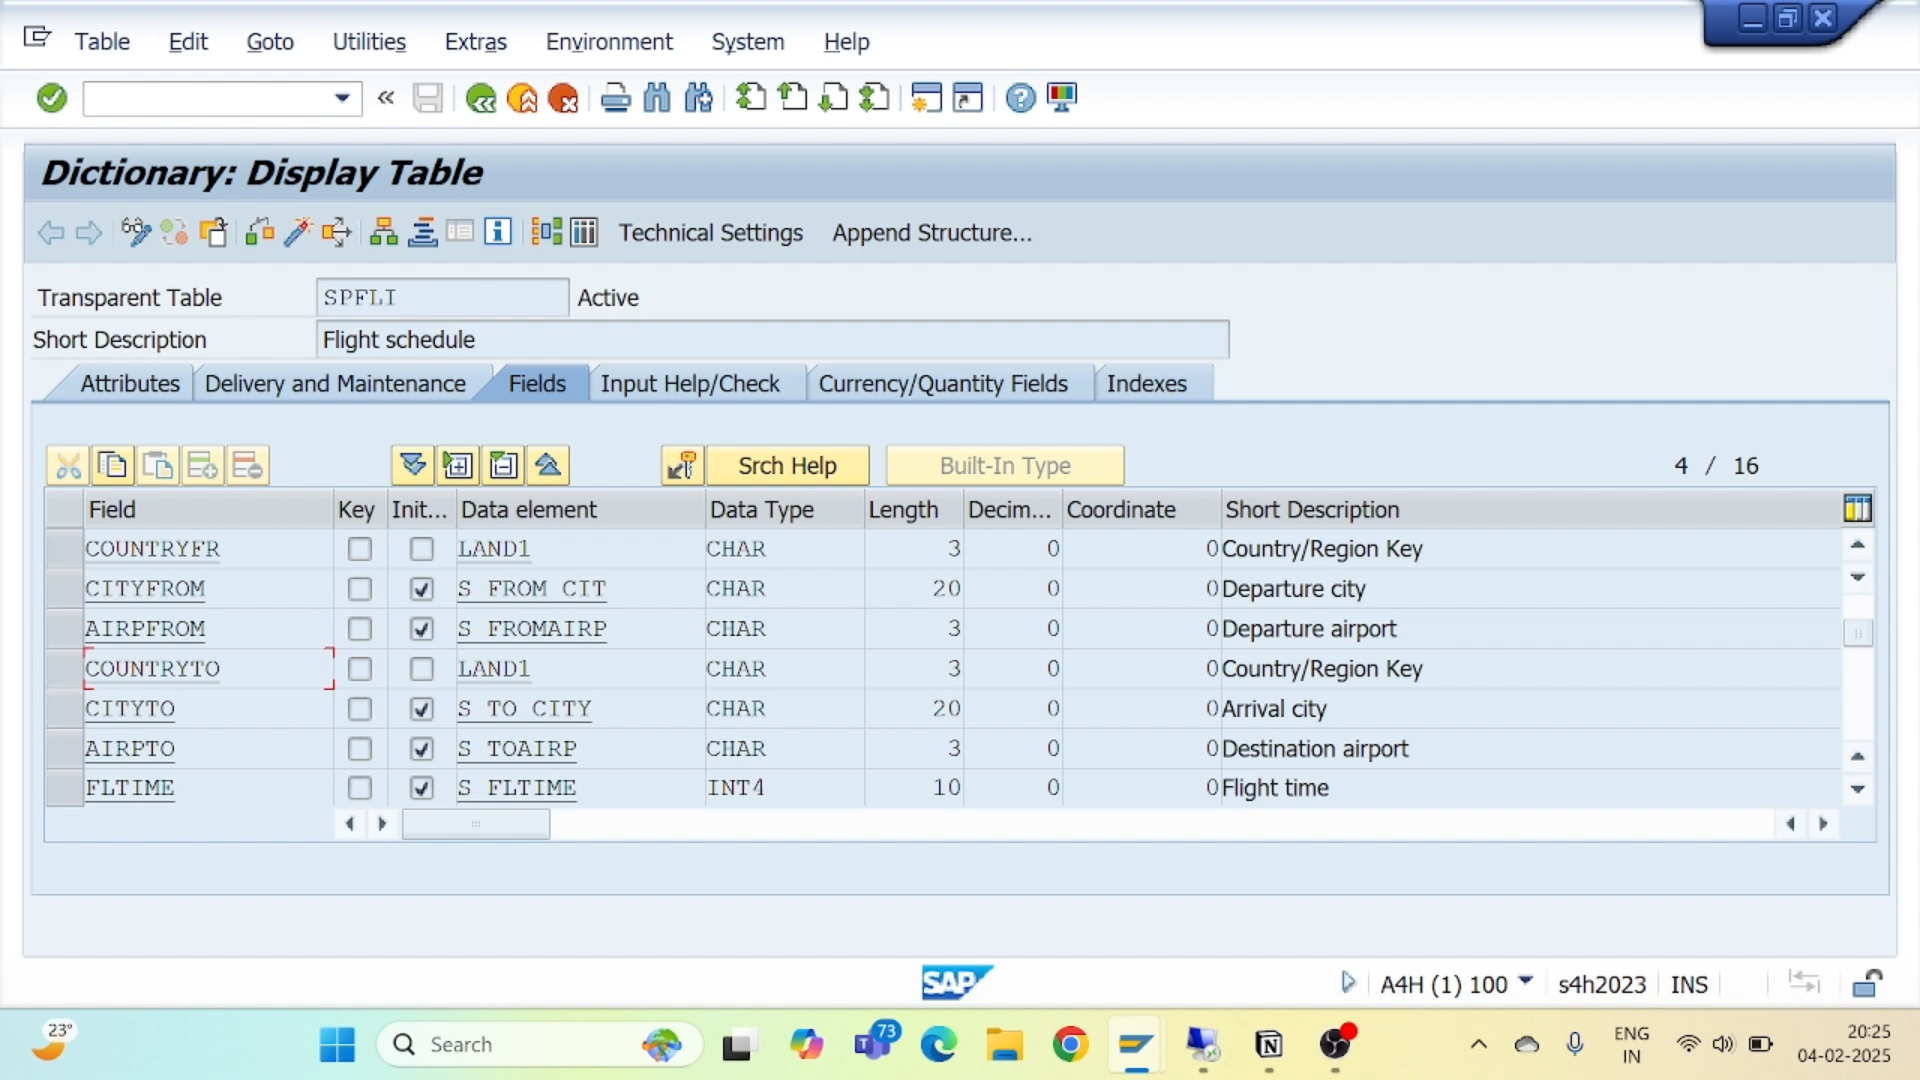 Table Edit Goto Utilities Extras Environment System Help
Dictionary: Display Table
Technical Settings Append Structure...
Transparent Table SPFLI Active
Short Description Flight schedule
Attributes Delivery and Maintenance Fields Input Help/Check Currency/Quantity Fields Indexes
Srch Help Built-In Type 4 / 16
Field Key Init... Data element Data Type Length Decim... Coordinate Short Description
COUNTRYFR LAND1 CHAR 3 0 0 Country/Region Key
CITYFROM S_FROM_CIT CHAR 20 0 0 Departure city
AIRPFROM S_FROMAIRP CHAR 3 0 0 Departure airport
COUNTRYTO LAND1 CHAR 3 0 0 Country/Region Key
CITYTO S_TO_CITY CHAR 20 0 0 Arrival city
AIRPTO S_TOAIRP CHAR 3 0 0 Destination airport
FLTIME S_FLTIME INT4 10 0 0 Flight time
SAP A4H (1) 100 s4h2023 INS
23° Search 73 ENG 20:25
IN 04-02-2025